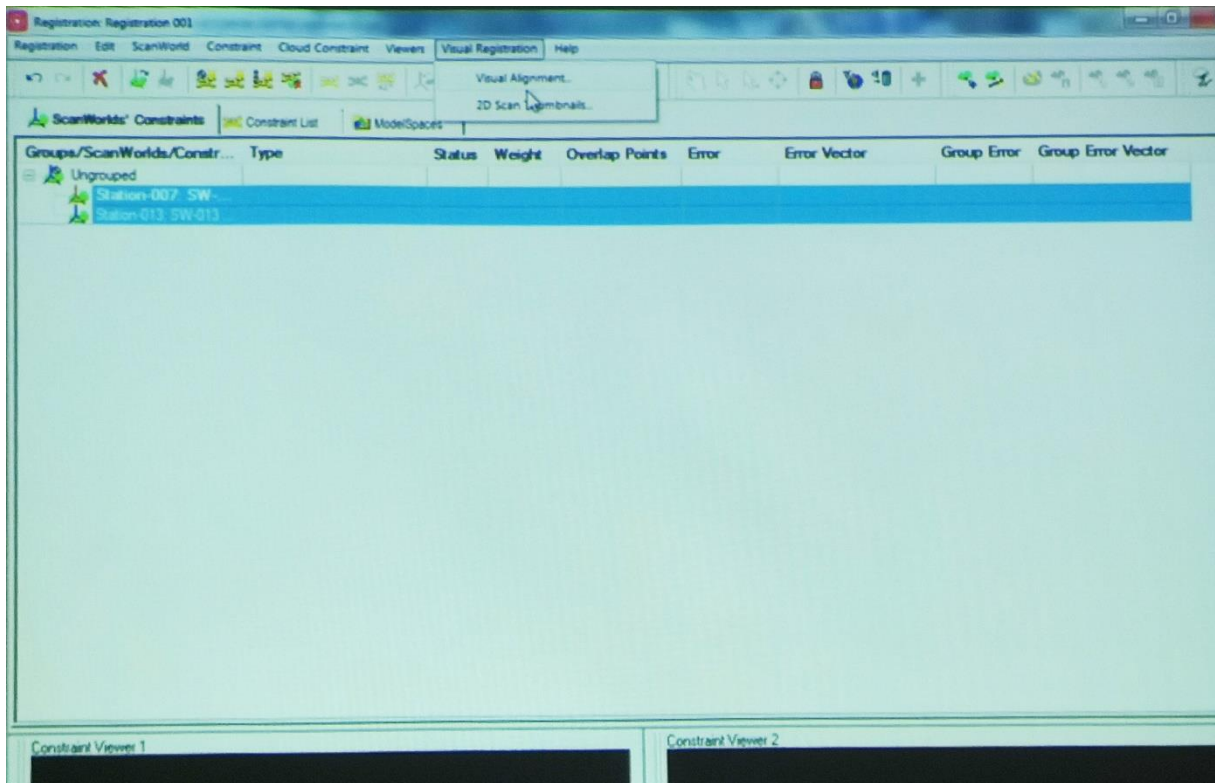 Registration: Registration 001
Registration Edit ScanWorld Constraint Cloud Constraint Viewers Visual Registration Help
Visual Alignment...
2D Scan Thumbnails...
ScanWorlds' Constraints Constraint List ModelSpaces
Groups/ScanWorlds/Constr... Type Status Weight Overlap Points Error Error Vector Group Error Group Error Vector
Ungrouped
Station-007: SW-...
Station-013: SW-013
Constraint Viewer 1 Constraint Viewer 2